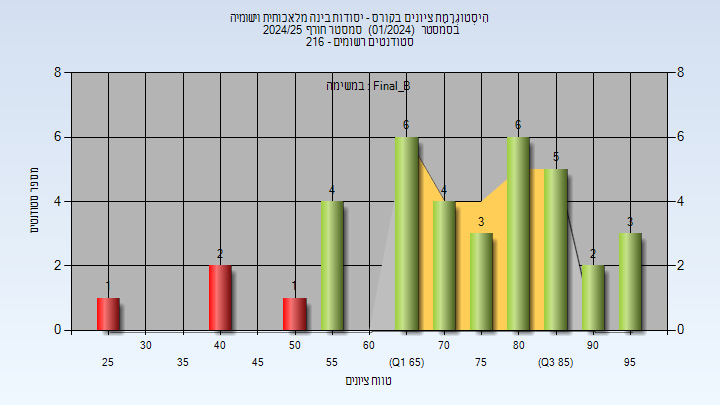 היסטוגרמת ציונים בקורס - יסודות בינה מלאכותית וישומיה
בסמסטר (01/2024) סמסטר חורף 2024/25
סטודנטים רשומים - 216
במשימה : Final_B
8 8
6 6
4 4
2 2
0 0
מספר סטודנטים
1 2 1 4 6 4 3 6 5 2 3
30 40 50 60 70 80 90
25 35 45 55 (Q1 65) 75 (Q3 85) 95
טווח ציונים